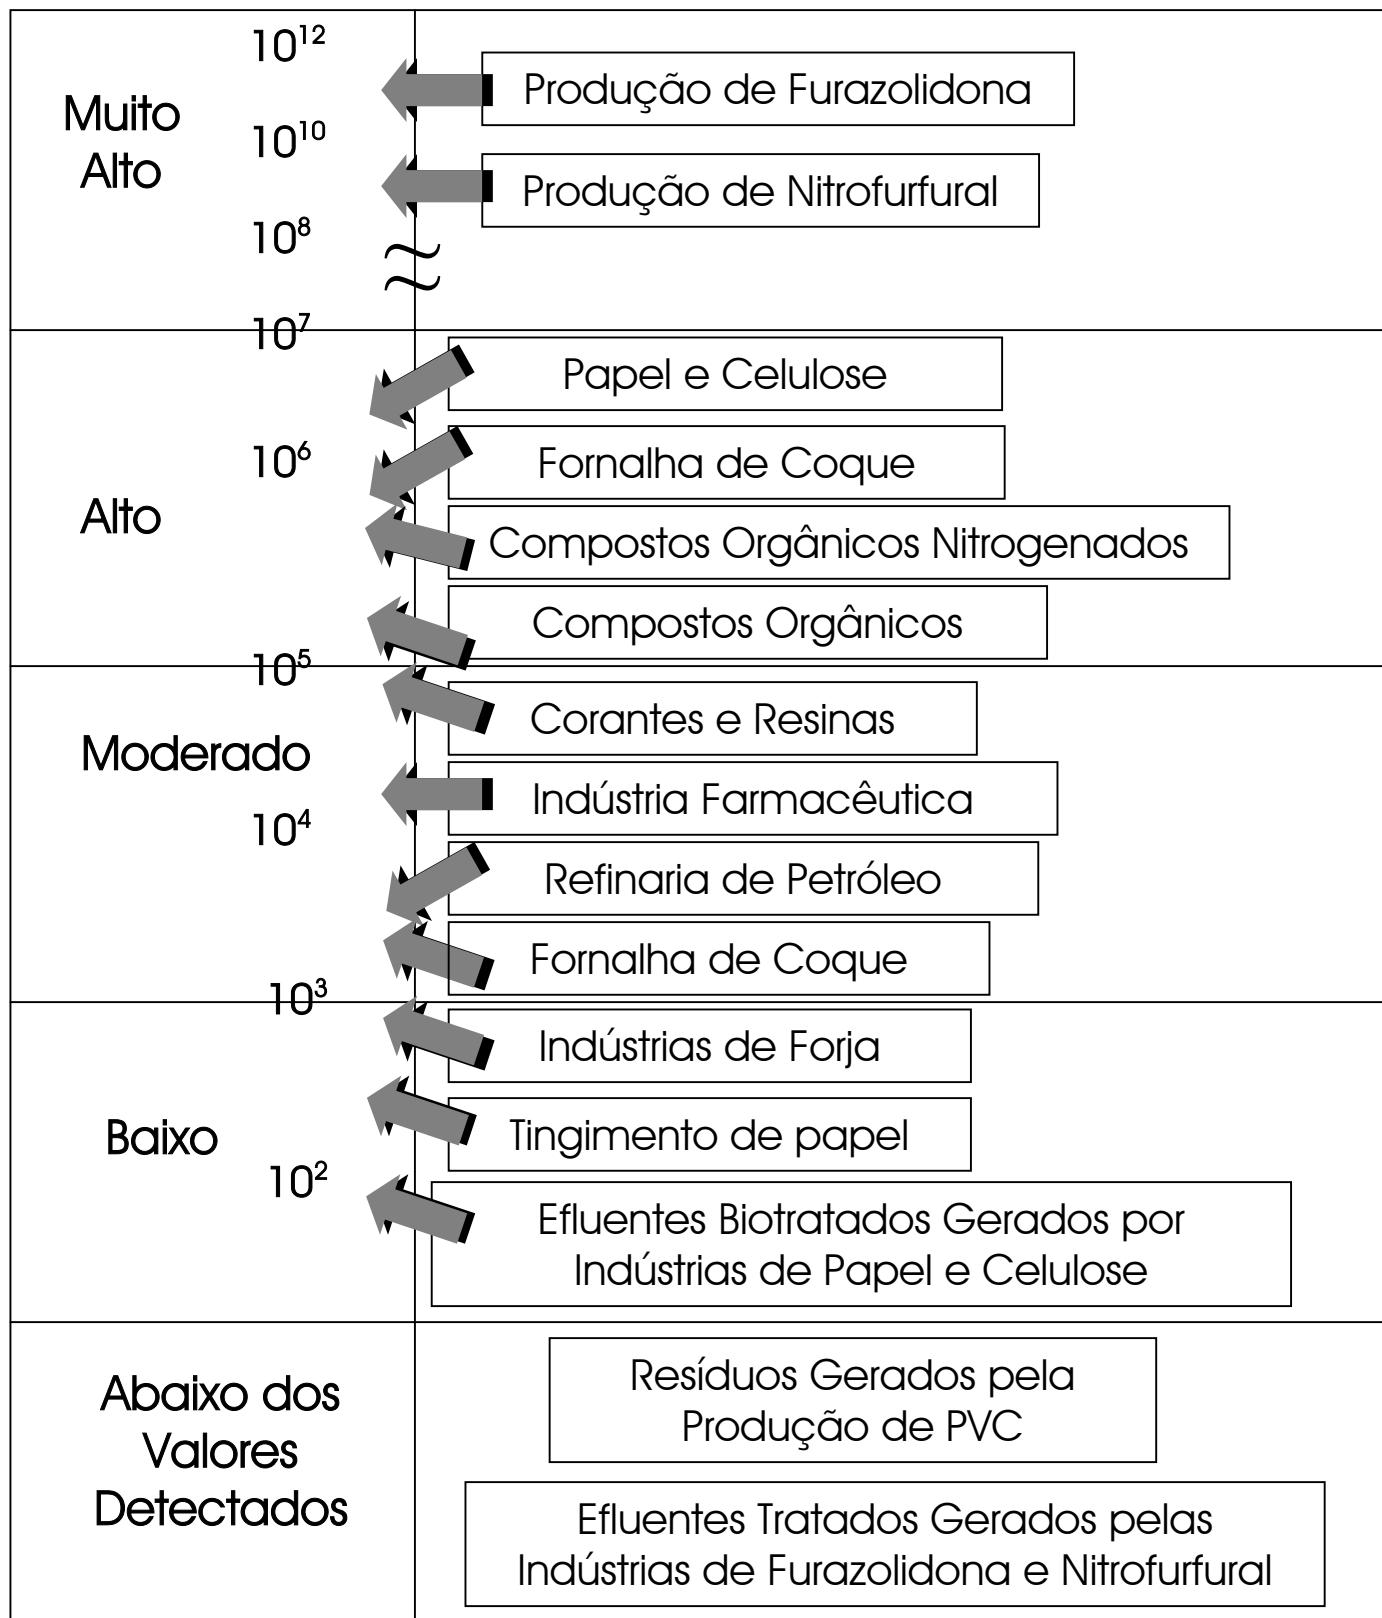 10¹²
Produção de Furazolidona
Muito
Alto
10¹⁰
Produção de Nitrofurfural
10⁸
10⁷
Papel e Celulose
10⁶
Fornalha de Coque
Alto
Compostos Orgânicos Nitrogenados
Compostos Orgânicos
10⁵
Corantes e Resinas
Moderado
Indústria Farmacêutica
10⁴
Refinaria de Petróleo
Fornalha de Coque
10³
Indústrias de Forja
Baixo
Tingimento de papel
10²
Efluentes Biotratados Gerados por
Indústrias de Papel e Celulose
Abaixo dos
Valores
Detectados
Resíduos Gerados pela
Produção de PVC
Efluentes Tratados Gerados pelas
Indústrias de Furazolidona e Nitrofurfural